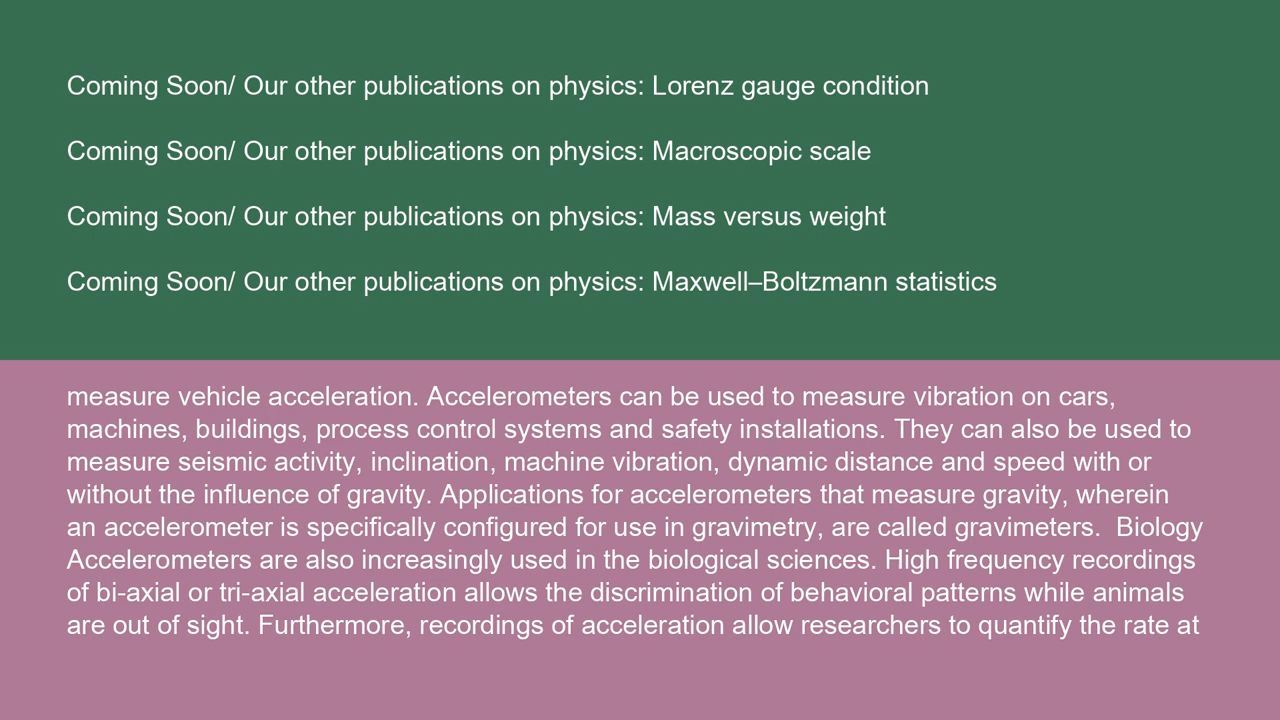 Coming Soon/ Our other publications on physics: Lorenz gauge condition
Coming Soon/ Our other publications on physics: Macroscopic scale
Coming Soon/ Our other publications on physics: Mass versus weight
Coming Soon/ Our other publications on physics: Maxwell–Boltzmann statistics
measure vehicle acceleration. Accelerometers can be used to measure vibration on cars,
machines, buildings, process control systems and safety installations. They can also be used to
measure seismic activity, inclination, machine vibration, dynamic distance and speed with or
without the influence of gravity. Applications for accelerometers that measure gravity, wherein
an accelerometer is specifically configured for use in gravimetry, are called gravimeters.  Biology
Accelerometers are also increasingly used in the biological sciences. High frequency recordings
of bi-axial or tri-axial acceleration allows the discrimination of behavioral patterns while animals
are out of sight. Furthermore, recordings of acceleration allow researchers to quantify the rate at